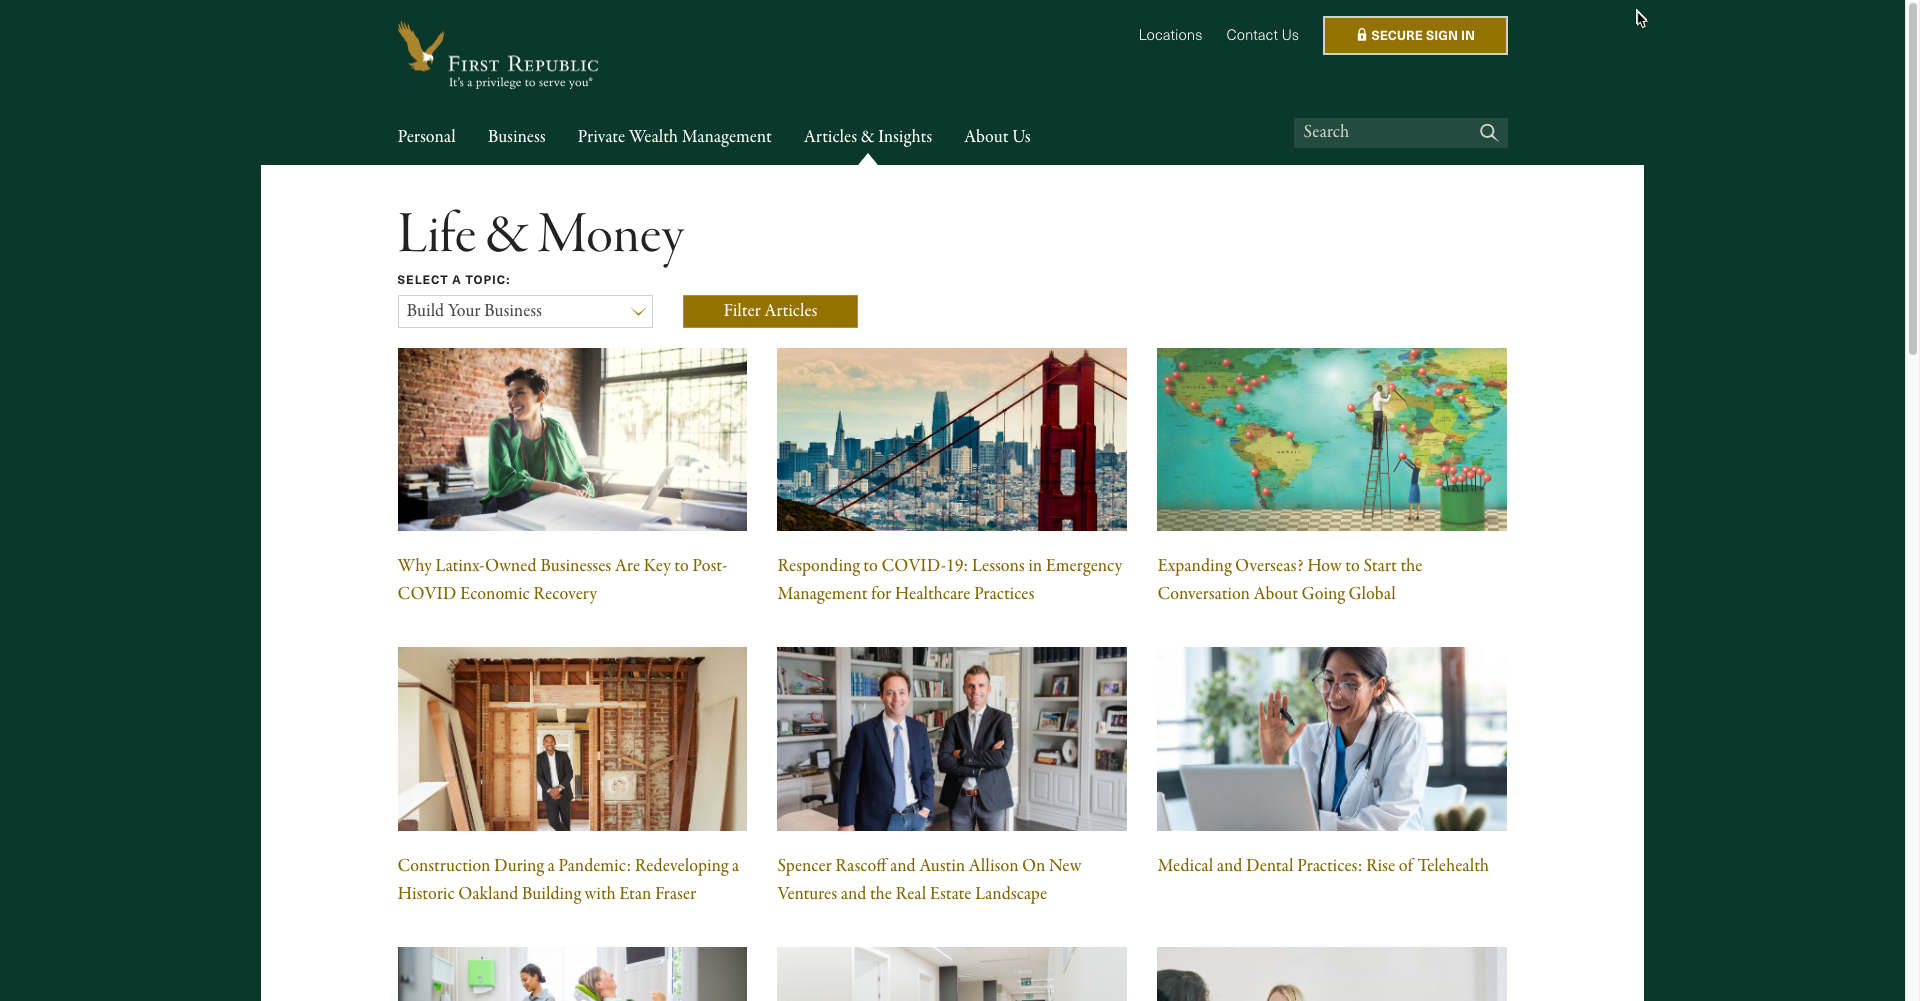 FIRST REPUBLIC
It's a privilege to serve you®
Locations
Contact Us
SECURE SIGN IN
Personal
Business
Private Wealth Management
Articles & Insights
About Us
Search
Life & Money
SELECT A TOPIC:
Build Your Business
Filter Articles
Why Latinx-Owned Businesses Are Key to Post-
COVID Economic Recovery
Responding to COVID-19: Lessons in Emergency
Management for Healthcare Practices
Expanding Overseas? How to Start the
Conversation About Going Global
Construction During a Pandemic: Redeveloping a
Historic Oakland Building with Etan Fraser
Spencer Rascoff and Austin Allison On New
Ventures and the Real Estate Landscape
Medical and Dental Practices: Rise of Telehealth